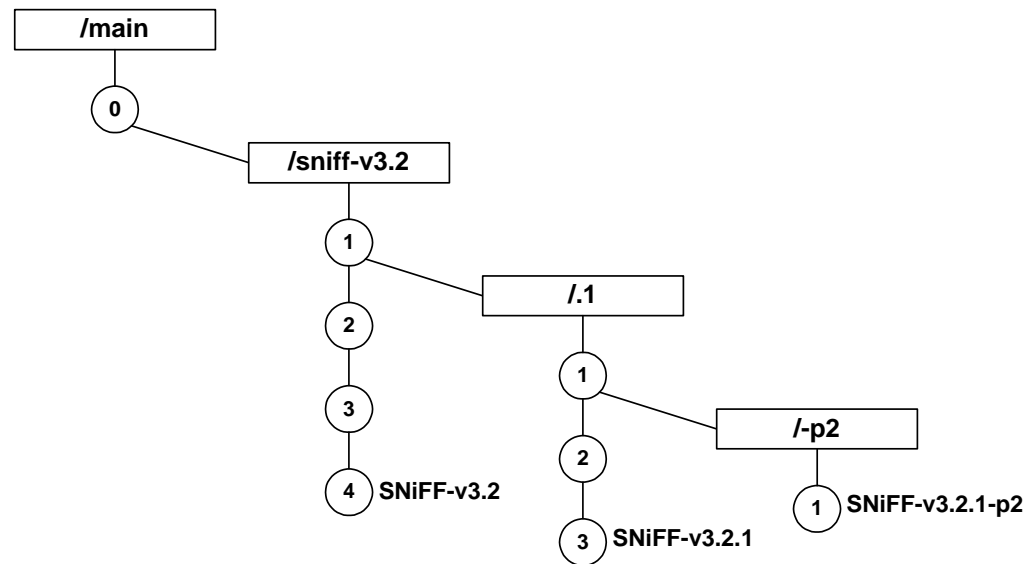 /main
0
/sniff-v3.2
1
/.1
2
1
3
/-p2
2
4 SNiFF-v3.2
1 SNiFF-v3.2.1-p2
3 SNiFF-v3.2.1